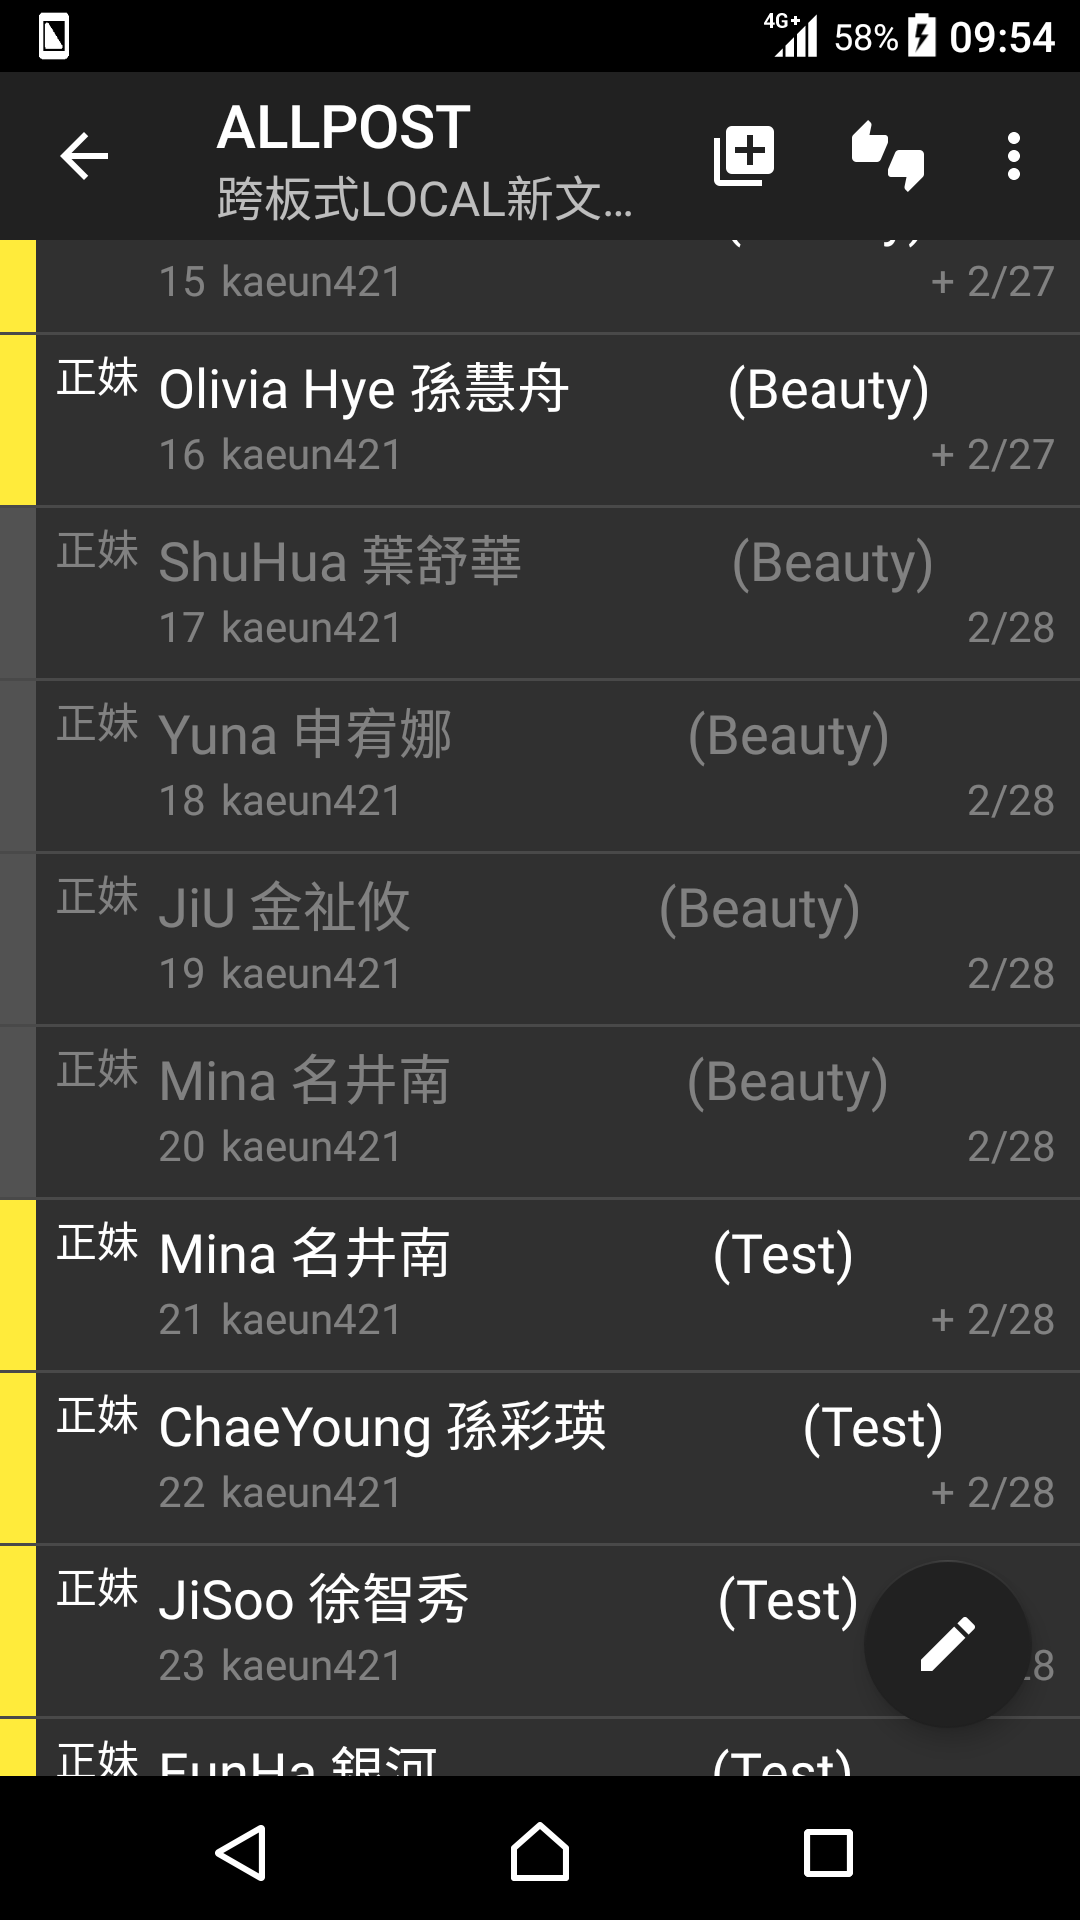 4G+ 58% 09:54
ALLPOST
跨板式LOCAL新文...
15 kaeun421 + 2/27
正妹 Olivia Hye 孫慧舟 (Beauty)
16 kaeun421 + 2/27
正妹 ShuHua 葉舒華 (Beauty)
17 kaeun421 2/28
正妹 Yuna 申宥娜 (Beauty)
18 kaeun421 2/28
正妹 JiU 金祉攸 (Beauty)
19 kaeun421 2/28
正妹 Mina 名井南 (Beauty)
20 kaeun421 2/28
正妹 Mina 名井南 (Test)
21 kaeun421 + 2/28
正妹 ChaeYoung 孫彩瑛 (Test)
22 kaeun421 + 2/28
正妹 JiSoo 徐智秀 (Test)
23 kaeun421 8
正妹 EunHa 銀河 (Test)